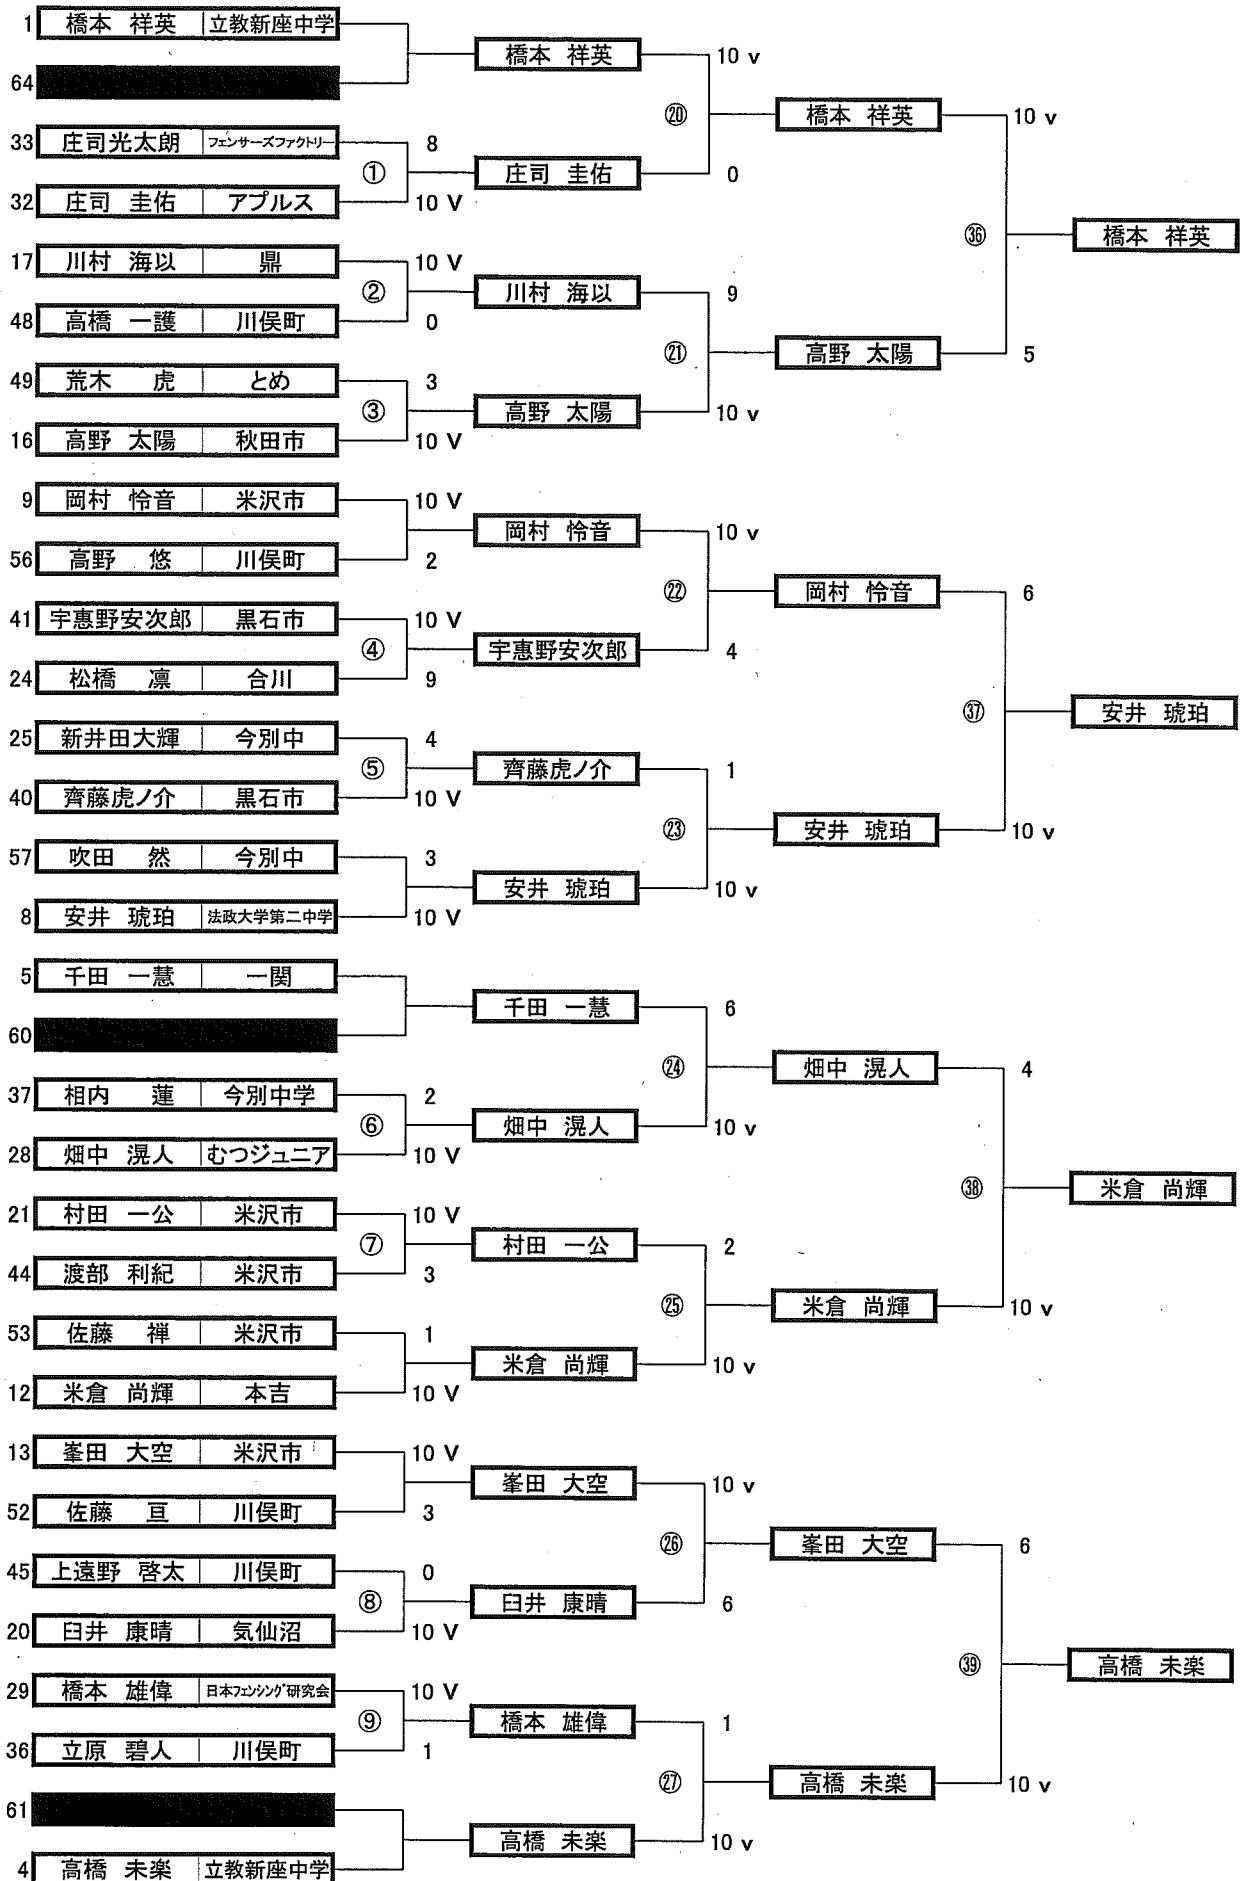 1 橋本 祥英 立教新座中学
橋本 祥英 10 v
64
⑳ 橋本 祥英 10 v
33 庄司光太朗 フェンサーズファクトリー 8
① 庄司 圭佑 0
32 庄司 圭佑 アプルス 10 V
㊱ 橋本 祥英
17 川村 海以 鼎 10 V
② 川村 海以 9
48 高橋 一護 川俣町 0
㉑ 高野 太陽 5
49 荒木 虎 とめ 3
③ 高野 太陽 10 v
16 高野 太陽 秋田市 10 V
9 岡村 怜音 米沢市 10 V
岡村 怜音 10 v
56 高野 悠 川俣町 2
㉒ 岡村 怜音 6
41 宇惠野安次郎 黒石市 10 V
④ 宇惠野安次郎 4
24 松橋 凛 合川 9
㊲ 安井 琥珀
25 新井田大輝 今別中 4
⑤ 齊藤虎ノ介 1
40 齊藤虎ノ介 黒石市 10 V
㉓ 安井 琥珀 10 v
57 吹田 然 今別中 3
安井 琥珀 10 v
8 安井 琥珀 法政大学第二中学 10 V
5 千田 一慧 一関
千田 一慧 6
60
㉔ 畑中 滉人 4
37 相内 蓮 今別中学 2
⑥ 畑中 滉人 10 v
28 畑中 滉人 むつジュニア 10 V
㊳ 米倉 尚輝
21 村田 一公 米沢市 10 V
⑦ 村田 一公 2
44 渡部 利紀 米沢市 3
㉕ 米倉 尚輝 10 v
53 佐藤 禅 米沢市 1
米倉 尚輝 10 v
12 米倉 尚輝 本吉 10 V
13 峯田 大空 米沢市 10 V
峯田 大空 10 v
52 佐藤 亘 川俣町 3
㉖ 峯田 大空 6
45 上遠野 啓太 川俣町 0
⑧ 臼井 康晴 6
20 臼井 康晴 気仙沼 10 V
㊴ 高橋 未楽
29 橋本 雄偉 日本フェンシング研究会 10 V
⑨ 橋本 雄偉 1
36 立原 碧人 川俣町 1
㉗ 高橋 未楽 10 v
61
高橋 未楽 10 v
4 高橋 未楽 立教新座中学